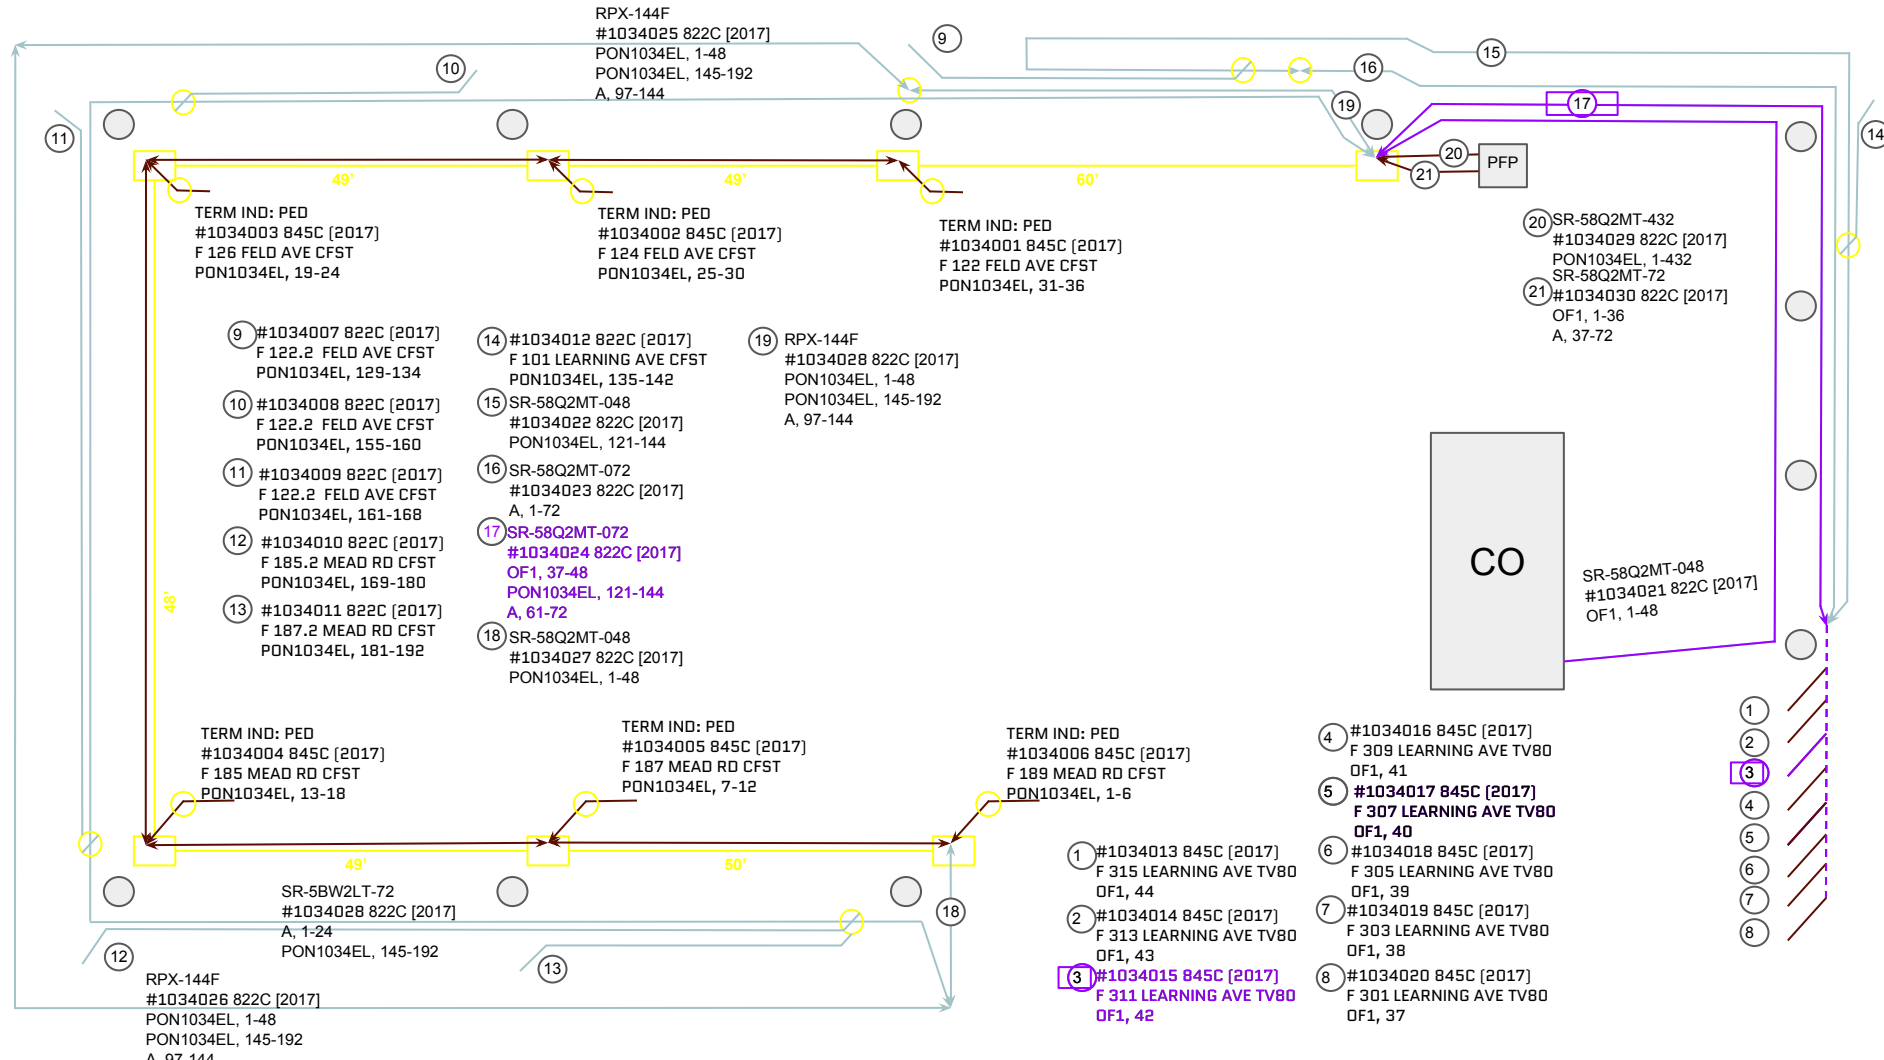 RPX-144F
#1034025 822C [2017]
PON1034EL, 1-48
PON1034EL, 145-192
A, 97-144
9
10
15
16
17
19
11
14
20
21
PFP
49'
49'
60'
TERM IND: PED
#1034003 845C (2017)
F 126 FELD AVE CFST
PON1034EL, 19-24
TERM IND: PED
#1034002 845C (2017)
F 124 FELD AVE CFST
PON1034EL, 25-30
TERM IND: PED
#1034001 845C (2017)
F 122 FELD AVE CFST
PON1034EL, 31-36
20 SR-58Q2MT-432
#1034029 822C [2017]
PON1034EL, 1-432
21 SR-58Q2MT-72
#1034030 822C [2017]
OF1, 1-36
A, 37-72
9 #1034007 822C (2017)
F 122.2 FELD AVE CFST
PON1034EL, 129-134
10 #1034008 822C (2017)
F 122.2 FELD AVE CFST
PON1034EL, 155-160
11 #1034009 822C (2017)
F 122.2 FELD AVE CFST
PON1034EL, 161-168
12 #1034010 822C (2017)
F 185.2 MEAD RD CFST
PON1034EL, 169-180
13 #1034011 822C (2017)
F 187.2 MEAD RD CFST
PON1034EL, 181-192
14 #1034012 822C (2017)
F 101 LEARNING AVE CFST
PON1034EL, 135-142
15 SR-58Q2MT-048
#1034022 822C [2017]
PON1034EL, 121-144
16 SR-58Q2MT-072
#1034023 822C [2017]
A, 1-72
17 SR-58Q2MT-072
#1034024 822C [2017]
OF1, 37-48
PON1034EL, 121-144
A, 61-72
18 SR-58Q2MT-048
#1034027 822C [2017]
PON1034EL, 1-48
19 RPX-144F
#1034028 822C [2017]
PON1034EL, 1-48
PON1034EL, 145-192
A, 97-144
48'
CO
SR-58Q2MT-048
#1034021 822C [2017]
OF1, 1-48
TERM IND: PED
#1034004 845C (2017)
F 185 MEAD RD CFST
PON1034EL, 13-18
TERM IND: PED
#1034005 845C (2017)
F 187 MEAD RD CFST
PON1034EL, 7-12
TERM IND: PED
#1034006 845C (2017)
F 189 MEAD RD CFST
PON1034EL, 1-6
49'
50'
1 #1034013 845C (2017)
F 315 LEARNING AVE TV80
OF1, 44
2 #1034014 845C (2017)
F 313 LEARNING AVE TV80
OF1, 43
3 #1034015 845C (2017)
F 311 LEARNING AVE TV80
OF1, 42
4 #1034016 845C (2017)
F 309 LEARNING AVE TV80
OF1, 41
5 #1034017 845C (2017)
F 307 LEARNING AVE TV80
OF1, 40
6 #1034018 845C (2017)
F 305 LEARNING AVE TV80
OF1, 39
7 #1034019 845C (2017)
F 303 LEARNING AVE TV80
OF1, 38
8 #1034020 845C (2017)
F 301 LEARNING AVE TV80
OF1, 37
1
2
3
4
5
6
7
8
SR-5BW2LT-72
#1034028 822C [2017]
A, 1-24
PON1034EL, 145-192
18
12
13
RPX-144F
#1034026 822C [2017]
PON1034EL, 1-48
PON1034EL, 145-192
A, 97-144